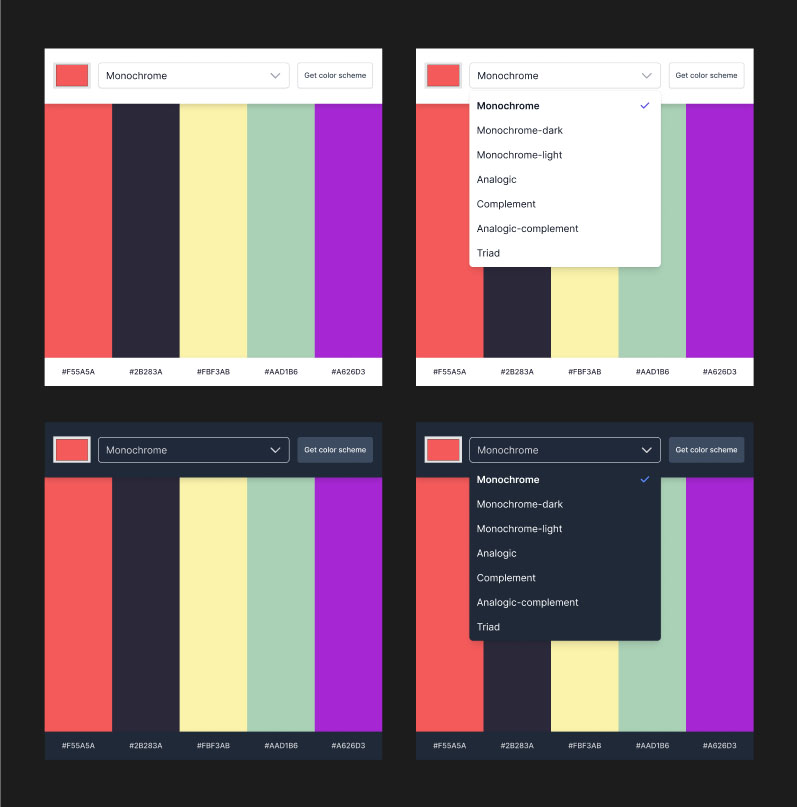 Monochrome
Get color scheme
#F55A5A #2B283A #FBF3AB #AAD1B6 #A626D3
Monochrome
Get color scheme
Monochrome
Monochrome-dark
Monochrome-light
Analogic
Complement
Analogic-complement
Triad
#F55A5A #2B283A #FBF3AB #AAD1B6 #A626D3
Monochrome
Get color scheme
#F55A5A #2B283A #FBF3AB #AAD1B6 #A626D3
Monochrome
Get color scheme
Monochrome
Monochrome-dark
Monochrome-light
Analogic
Complement
Analogic-complement
Triad
#F55A5A #2B283A #FBF3AB #AAD1B6 #A626D3